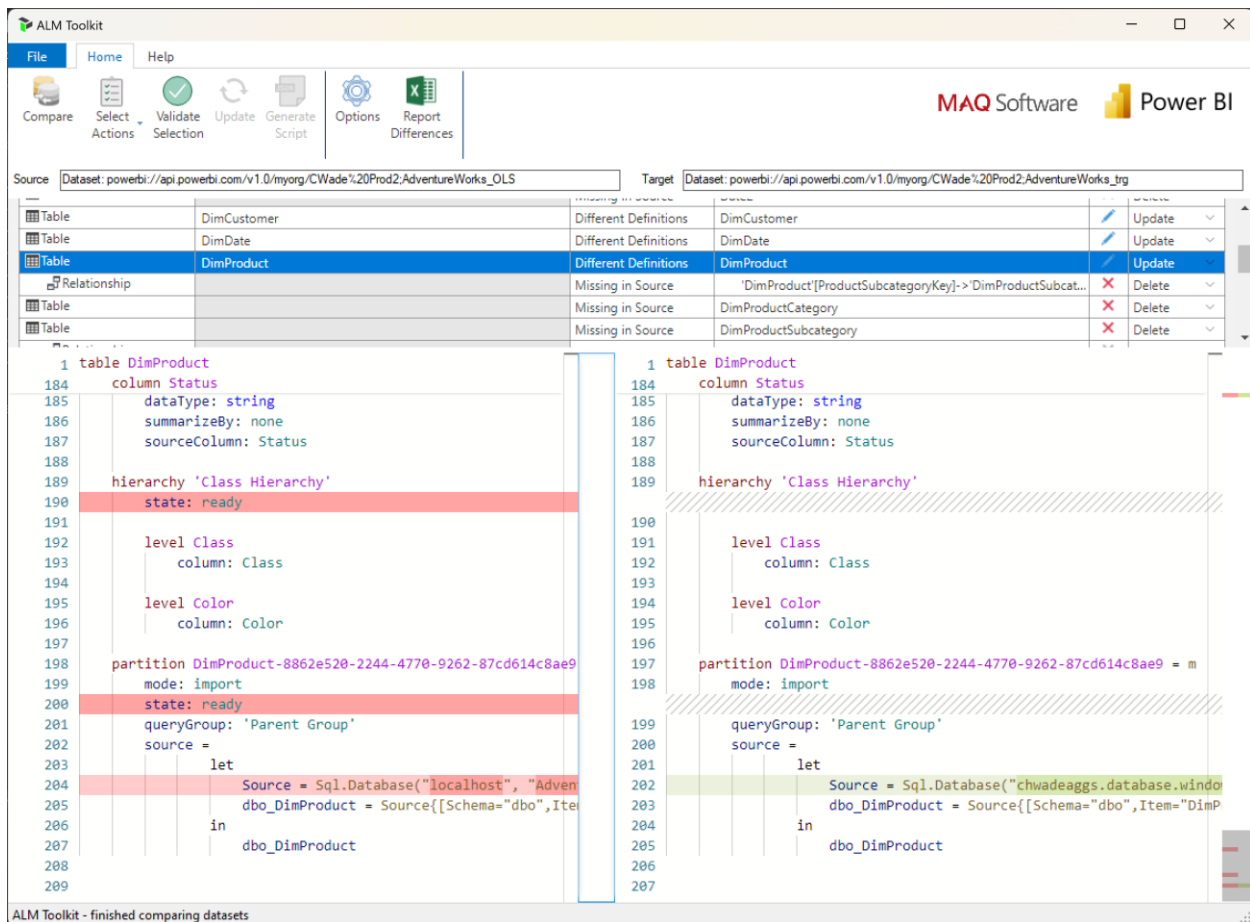 ALM Toolkit
File Home Help
Compare Select Actions Validate Selection Update Generate Script Options Report Differences
MAQ Software Power BI
Source Dataset: powerbi://api.powerbi.com/v1.0/myorg/CWade%20Prod2;AdventureWorks_OLS Target Dataset: powerbi://api.powerbi.com/v1.0/myorg/CWade%20Prod2;AdventureWorks_trg
Table DimCustomer Different Definitions DimCustomer Update
Table DimDate Different Definitions DimDate Update
Table DimProduct Different Definitions DimProduct Update
Relationship Missing in Source 'DimProduct'[ProductSubcategoryKey]->'DimProductSubcat... Delete
Table Missing in Source DimProductCategory Delete
Table Missing in Source DimProductSubcategory Delete
1 table DimProduct
184 column Status
185 dataType: string
186 summarizeBy: none
187 sourceColumn: Status
188
189 hierarchy 'Class Hierarchy'
190 state: ready
191
192 level Class
193 column: Class
194
195 level Color
196 column: Color
197
198 partition DimProduct-8862e520-2244-4770-9262-87cd614c8ae9
199 mode: import
200 state: ready
201 queryGroup: 'Parent Group'
202 source =
203 let
204 Source = Sql.Database("localhost", "Adven
205 dbo_DimProduct = Source{[Schema="dbo",Ite
206 in
207 dbo_DimProduct
208
209
1 table DimProduct
184 column Status
185 dataType: string
186 summarizeBy: none
187 sourceColumn: Status
188
189 hierarchy 'Class Hierarchy'
190
191 level Class
192 column: Class
193
194 level Color
195 column: Color
196
197 partition DimProduct-8862e520-2244-4770-9262-87cd614c8ae9 = m
198 mode: import
199 queryGroup: 'Parent Group'
200 source =
201 let
202 Source = Sql.Database("chwadeaggs.database.window
203 dbo_DimProduct = Source{[Schema="dbo",Item="DimP
204 in
205 dbo_DimProduct
206
207
ALM Toolkit - finished comparing datasets